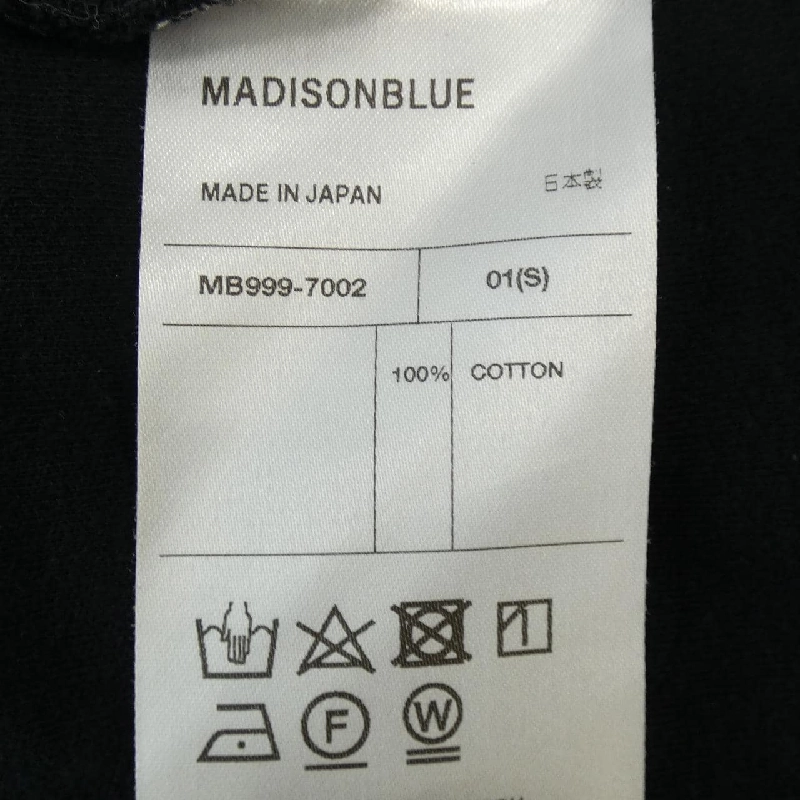 MADISONBLUE
MADE IN JAPAN 日本製
MB999-7002 01(S)
100% COTTON
F W